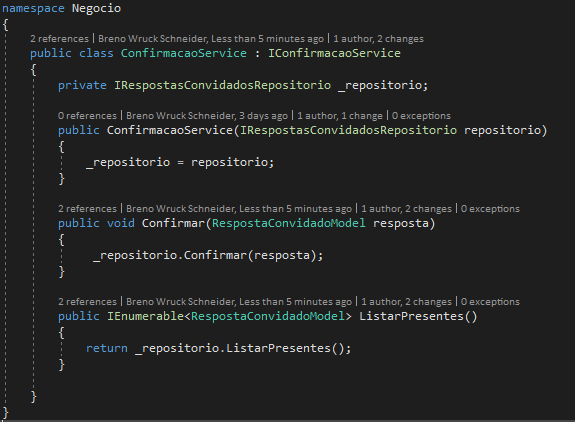 namespace Negocio
{
2 references | Breno Wruck Schneider, Less than 5 minutes ago | 1 author, 2 changes
public class ConfirmacaoService : IConfirmacaoService
{
private IRespostasConvidadosRepositorio _repositorio;
0 references | Breno Wruck Schneider, 3 days ago | 1 author, 1 change | 0 exceptions
public ConfirmacaoService(IRespostasConvidadosRepositorio repositorio)
{
_repositorio = repositorio;
}
2 references | Breno Wruck Schneider, Less than 5 minutes ago | 1 author, 2 changes | 0 exceptions
public void Confirmar(RespostaConvidadoModel resposta)
{
_repositorio.Confirmar(resposta);
}
2 references | Breno Wruck Schneider, Less than 5 minutes ago | 1 author, 2 changes | 0 exceptions
public IEnumerable<RespostaConvidadoModel> ListarPresentes()
{
return _repositorio.ListarPresentes();
}
}
}